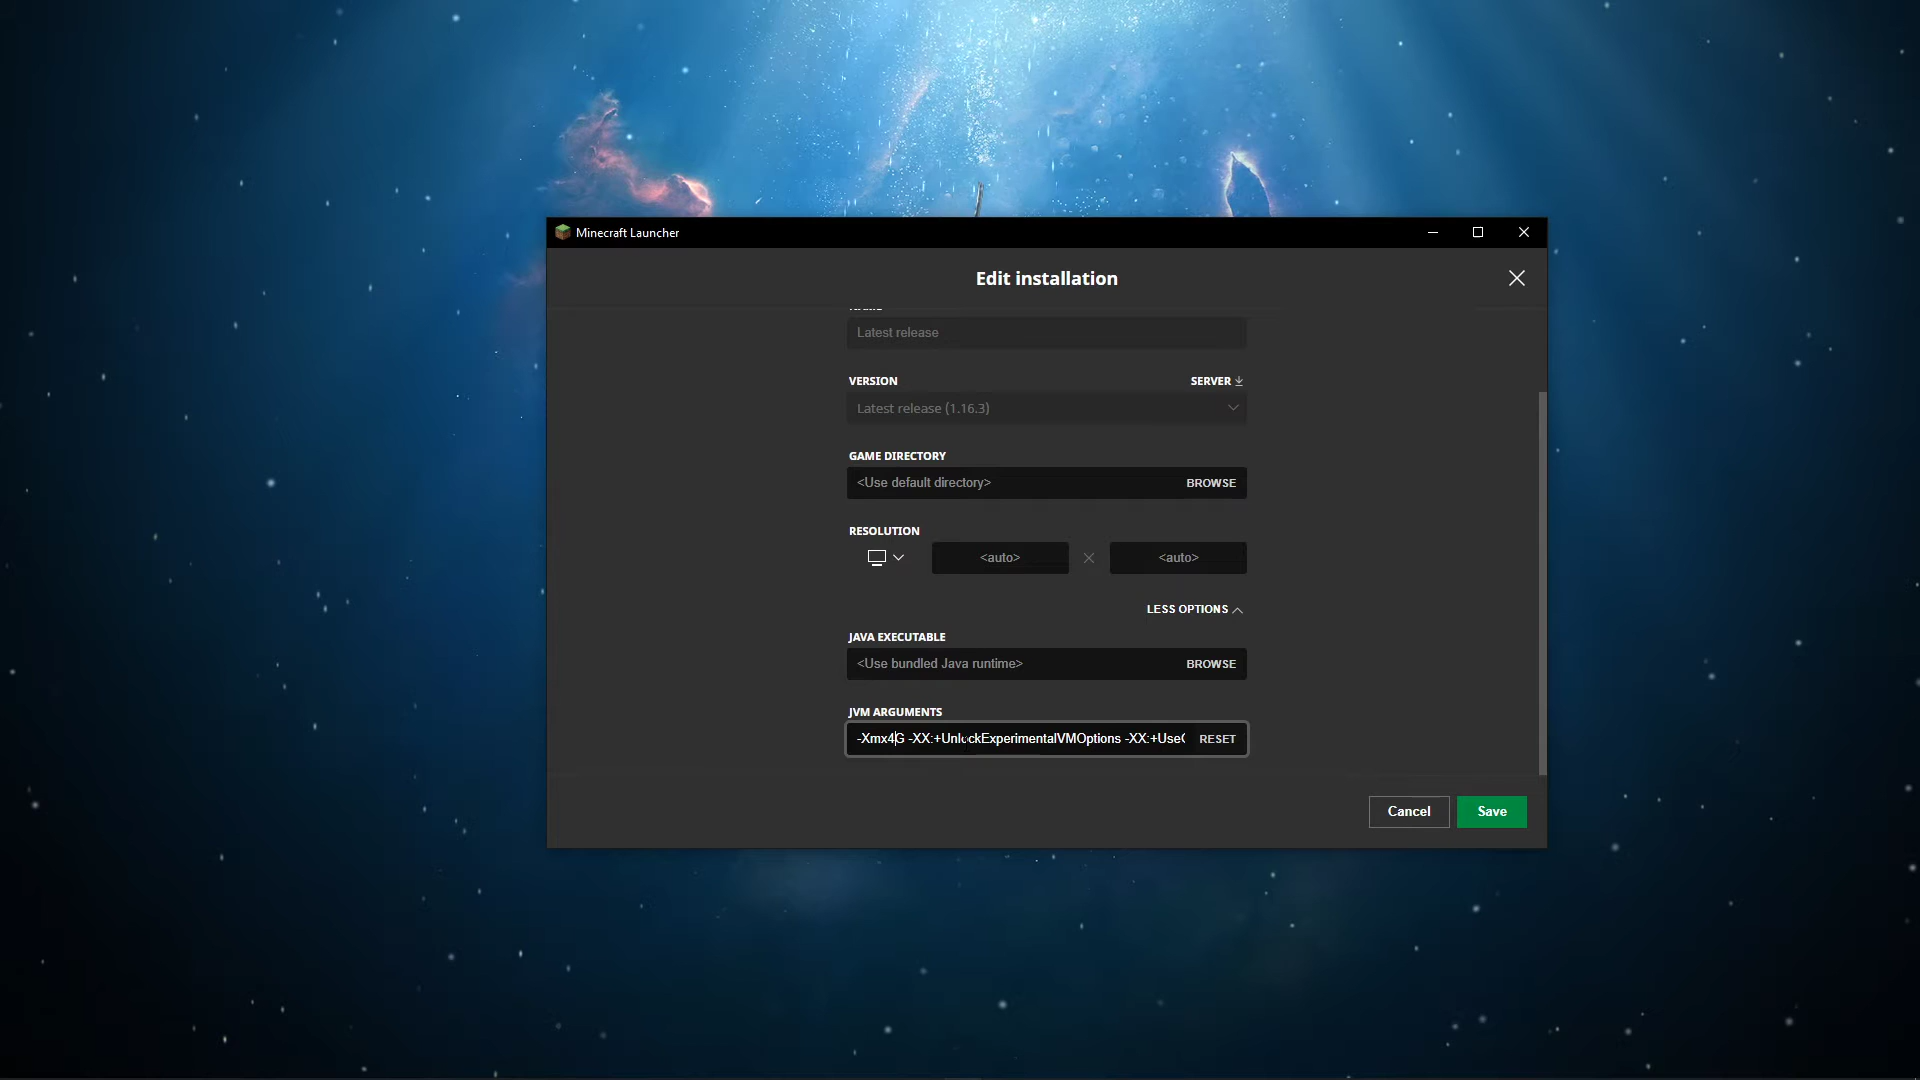 Minecraft Launcher
Edit installation
Latest release
VERSION
SERVER
Latest release (1.16.3)
GAME DIRECTORY
<Use default directory>
BROWSE
RESOLUTION
<auto>
<auto>
LESS OPTIONS
JAVA EXECUTABLE
<Use bundled Java runtime>
BROWSE
JVM ARGUMENTS
-Xmx4G -XX:+UnlockExperimentalVMOptions -XX:+Use
RESET
Cancel
Save